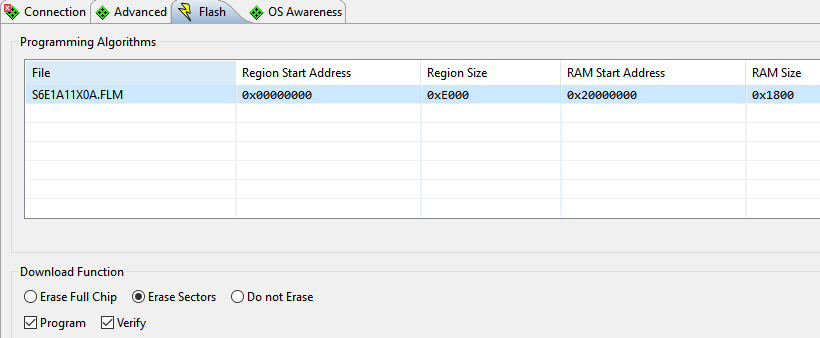 Connection Advanced Flash OS Awareness
Programming Algorithms
File Region Start Address Region Size RAM Start Address RAM Size
S6E1A11X0A.FLM 0x00000000 0xE000 0x20000000 0x1800
Download Function
Erase Full Chip Erase Sectors Do not Erase
Program Verify